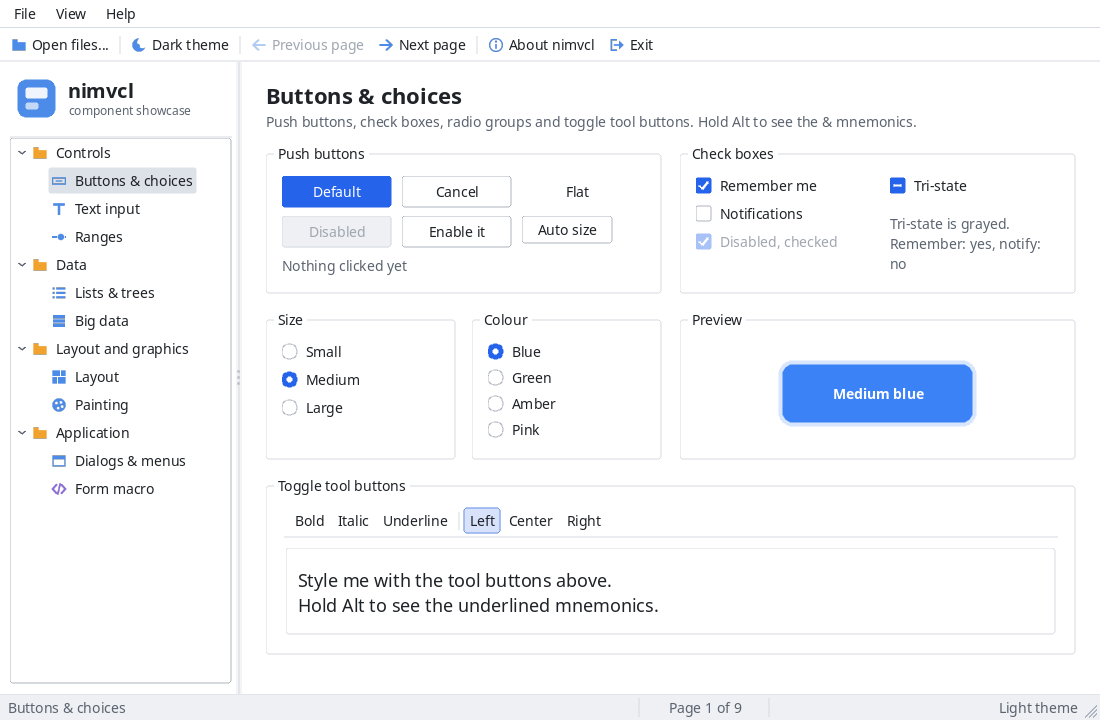 File View Help
Open files... Dark theme Previous page Next page About nimvcl Exit
nimvcl
component showcase
Controls
Buttons & choices
Text input
Ranges
Data
Lists & trees
Big data
Layout and graphics
Layout
Painting
Application
Dialogs & menus
Form macro
Buttons & choices
Push buttons, check boxes, radio groups and toggle tool buttons. Hold Alt to see the & mnemonics.
Push buttons
Default Cancel Flat
Disabled Enable it Auto size
Nothing clicked yet
Check boxes
Remember me
Notifications
Disabled, checked
Tri-state
Tri-state is grayed.
Remember: yes, notify:
no
Size
Small
Medium
Large
Colour
Blue
Green
Amber
Pink
Preview
Medium blue
Toggle tool buttons
Bold Italic Underline Left Center Right
Style me with the tool buttons above.
Hold Alt to see the underlined mnemonics.
Buttons & choices Page 1 of 9 Light theme